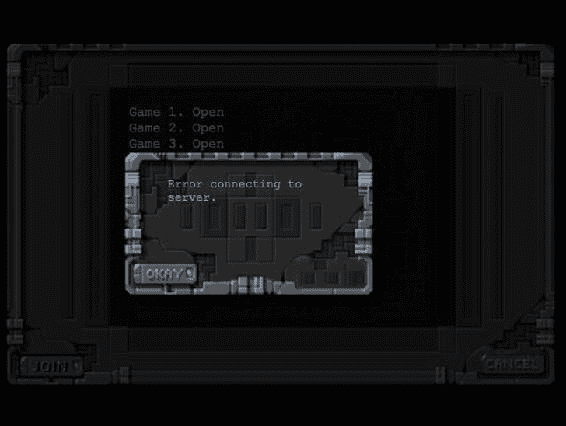 Game 1. Open
Game 2. Open
Game 3. Open
Error connecting to
server.
OKAY
JOIN
CANCEL